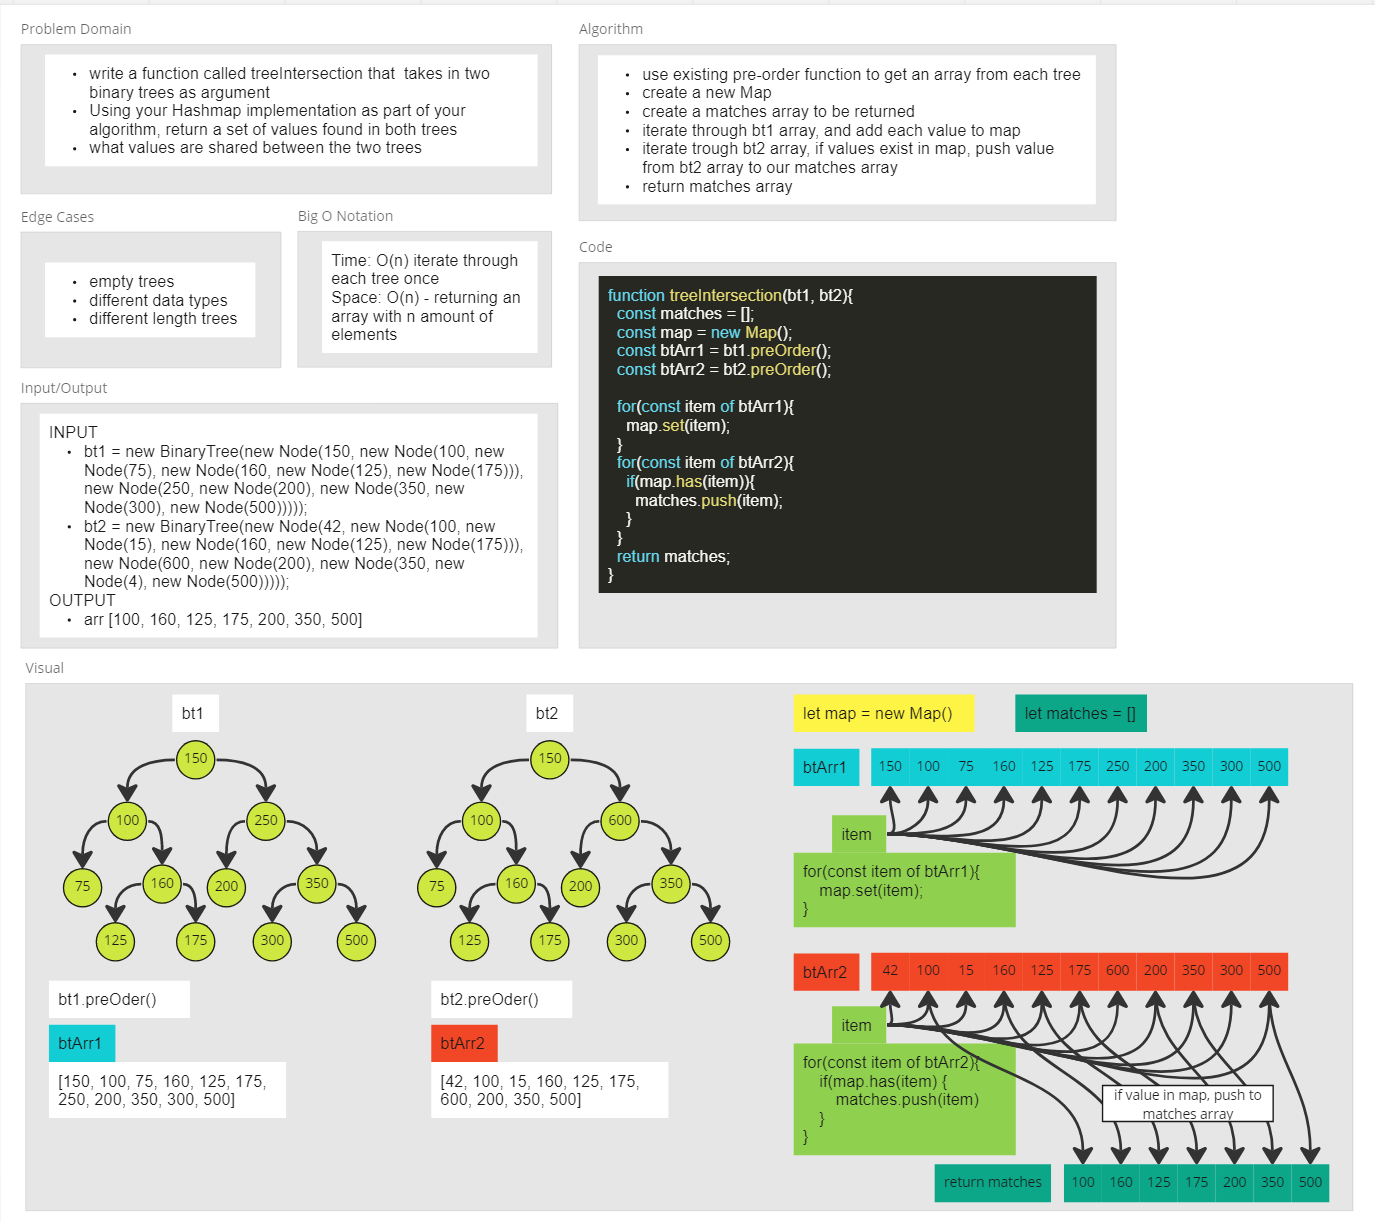 Problem Domain
• write a function called treeIntersection that takes in two
binary trees as argument
• Using your Hashmap implementation as part of your
algorithm, return a set of values found in both trees
• what values are shared between the two trees
Algorithm
• use existing pre-order function to get an array from each tree
• create a new Map
• create a matches array to be returned
• iterate through bt1 array, and add each value to map
• iterate trough bt2 array, if values exist in map, push value
from bt2 array to our matches array
• return matches array
Edge Cases
• empty trees
• different data types
• different length trees
Big O Notation
Time: O(n) iterate through
each tree once
Space: O(n) - returning an
array with n amount of
elements
Code
function treeIntersection(bt1, bt2){
const matches = [];
const map = new Map();
const btArr1 = bt1.preOrder();
const btArr2 = bt2.preOrder();
for(const item of btArr1){
map.set(item);
}
for(const item of btArr2){
if(map.has(item)){
matches.push(item);
}
}
return matches;
}
Input/Output
INPUT
• bt1 = new BinaryTree(new Node(150, new Node(100, new
Node(75), new Node(160, new Node(125), new Node(175))),
new Node(250, new Node(200), new Node(350, new
Node(300), new Node(500)))));
• bt2 = new BinaryTree(new Node(42, new Node(100, new
Node(15), new Node(160, new Node(125), new Node(175))),
new Node(600, new Node(200), new Node(350, new
Node(4), new Node(500)))));
OUTPUT
• arr [100, 160, 125, 175, 200, 350, 500]
Visual
bt1
150
100 250
75 160 200 350
125 175 300 500
bt1.preOder()
btArr1
[150, 100, 75, 160, 125, 175,
250, 200, 350, 300, 500]
bt2
150
100 600
75 160 200 350
125 175 300 500
bt2.preOder()
btArr2
[42, 100, 15, 160, 125, 175,
600, 200, 350, 500]
let map = new Map()
let matches = []
btArr1 150 100 75 160 125 175 250 200 350 300 500
item
for(const item of btArr1){
map.set(item);
}
btArr2 42 100 15 160 125 175 600 200 350 300 500
item
for(const item of btArr2){
if(map.has(item) {
matches.push(item)
}
}
if value in map, push to
matches array
return matches 100 160 125 175 200 350 500